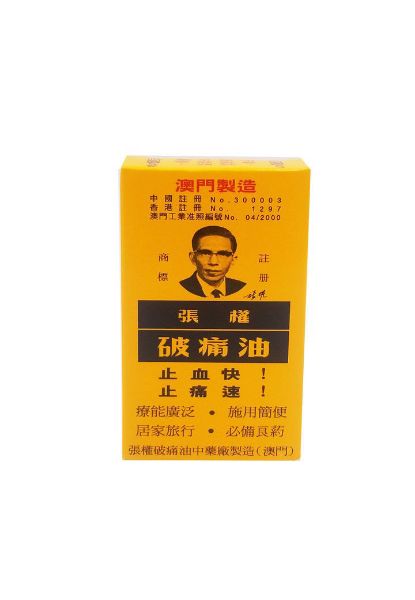 澳門製造
中國註冊 No.300003
香港註冊 No. 1297
澳門工業准照編號No. 04/2000
商標 註册
張權
破痛油
止血快！
止痛速！
療能廣泛・施用簡便
居家旅行・必備良葯
張權破痛油中藥廠製造(澳門)